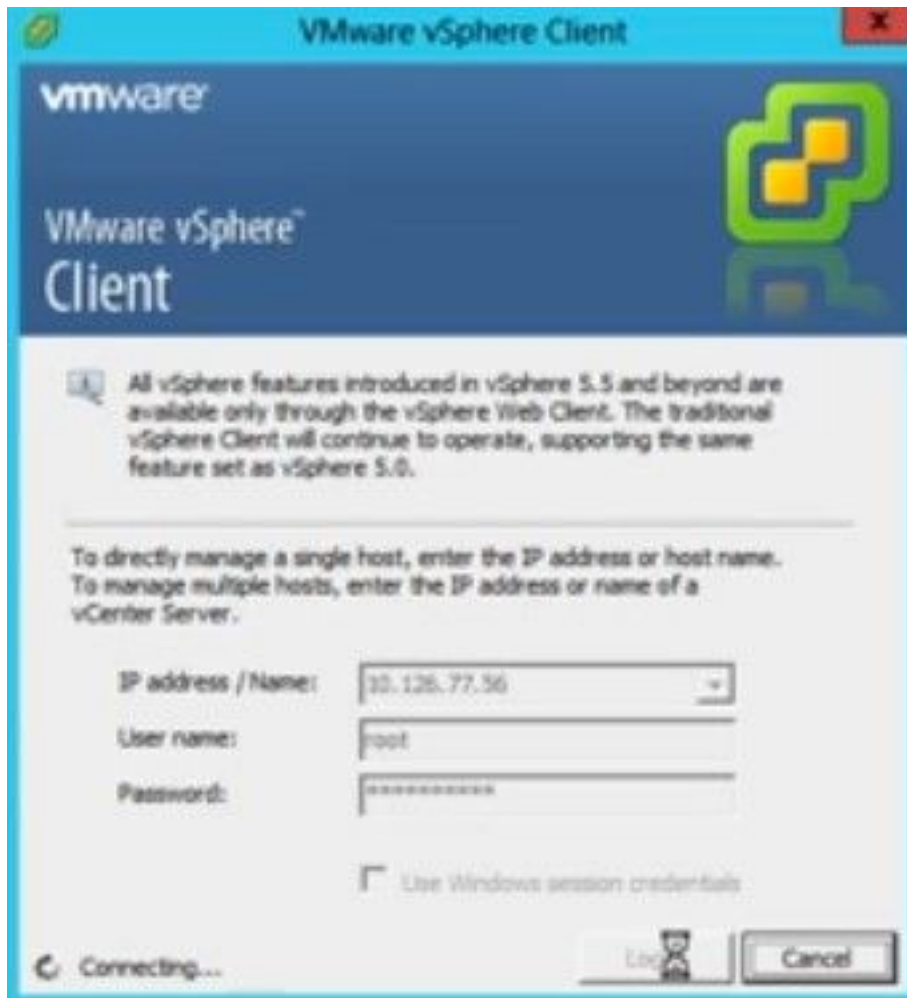 VMware vSphere Client
vmware
VMware vSphere™
Client
All vSphere features introduced in vSphere 5.5 and beyond are
available only through the vSphere Web Client. The traditional
vSphere Client will continue to operate, supporting the same
feature set as vSphere 5.0.
To directly manage a single host, enter the IP address or host name.
To manage multiple hosts, enter the IP address or name of a
vCenter Server.
IP address / Name: 10.126.77.56
User name: root
Password: **********
Use Windows session credentials
Cancel
Connecting...